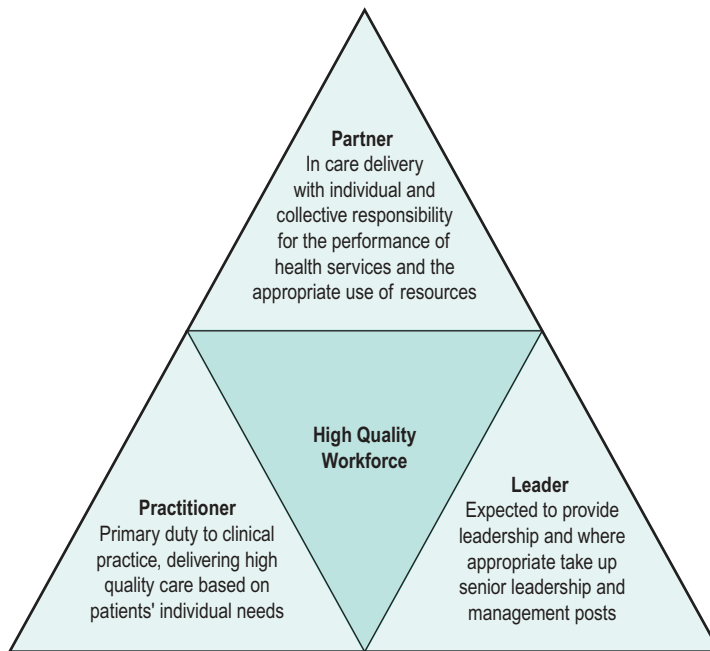 Partner
In care delivery
with individual and
collective responsibility
for the performance of
health services and the
appropriate use of resources
High Quality
Workforce
Practitioner
Primary duty to clinical
practice, delivering high
quality care based on
patients' individual needs
Leader
Expected to provide
leadership and where
appropriate take up
senior leadership and
management posts